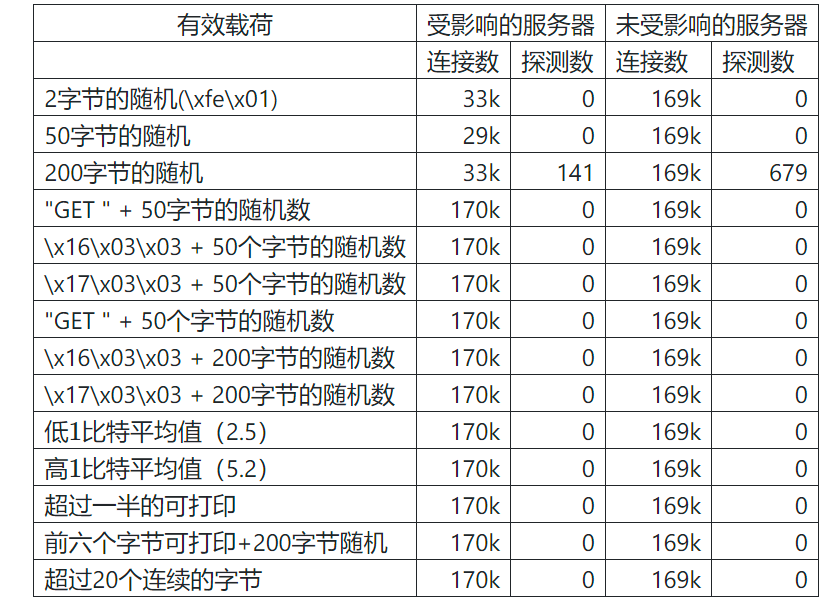 有效载荷 受影响的服务器 未受影响的服务器
连接数 探测数 连接数 探测数
2字节的随机(\xfe\x01) 33k 0 169k 0
50字节的随机 29k 0 169k 0
200字节的随机 33k 141 169k 679
"GET " + 50字节的随机数 170k 0 169k 0
\x16\x03\x03 + 50个字节的随机数 170k 0 169k 0
\x17\x03\x03 + 50个字节的随机数 170k 0 169k 0
"GET " + 50个字节的随机数 170k 0 169k 0
\x16\x03\x03 + 200字节的随机数 170k 0 169k 0
\x17\x03\x03 + 200字节的随机数 170k 0 169k 0
低1比特平均值（2.5） 170k 0 169k 0
高1比特平均值（5.2） 170k 0 169k 0
超过一半的可打印 170k 0 169k 0
前六个字节可打印+200字节随机 170k 0 169k 0
超过20个连续的字节 170k 0 169k 0